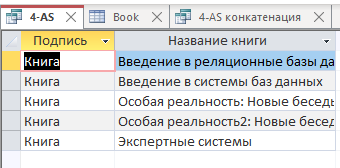 4-AS Book 4-AS конкатенация
Подпись Название книги
Книга Введение в реляционные базы да
Книга Введение в системы баз данных
Книга Особая реальность: Новые бесед
Книга Особая реальность2: Новые бесед
Книга Экспертные системы